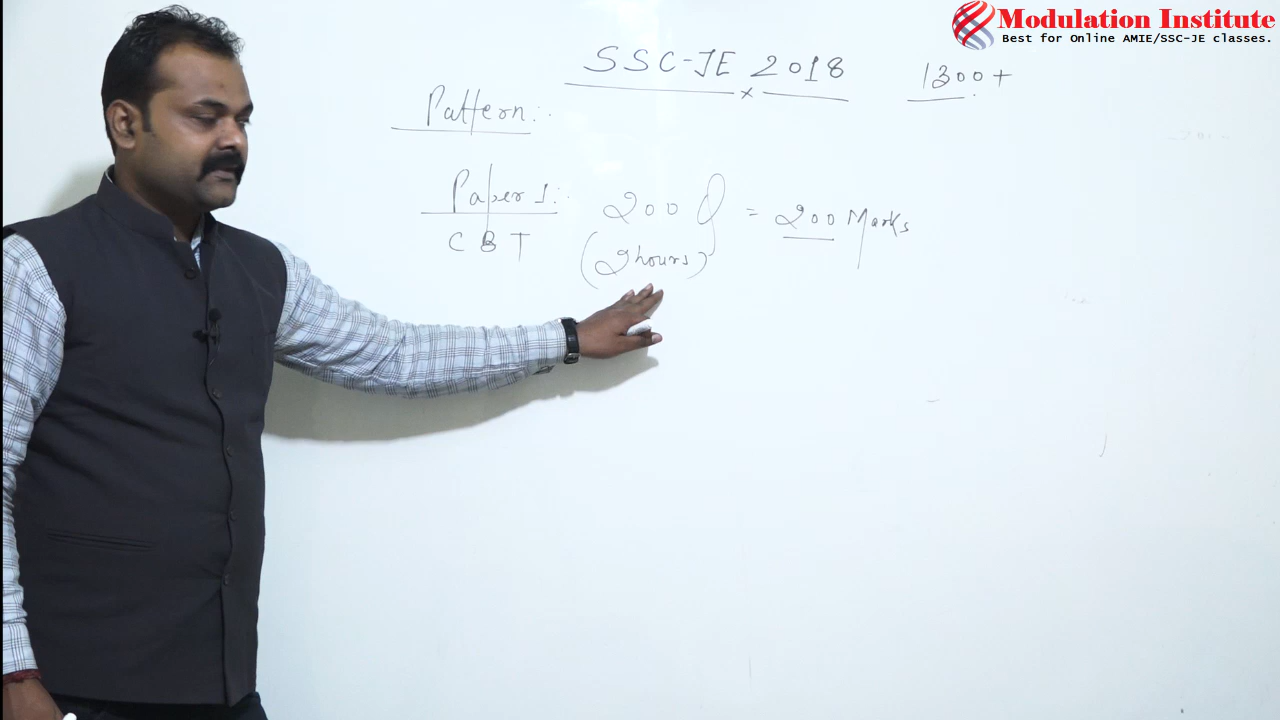 Modulation Institute
Best for Online AMIE/SSC-JE classes.
SSC-JE 2018 1300+
Pattern:-
Paper 1:- 200 Q = 200 Marks
CBT (2 hours)